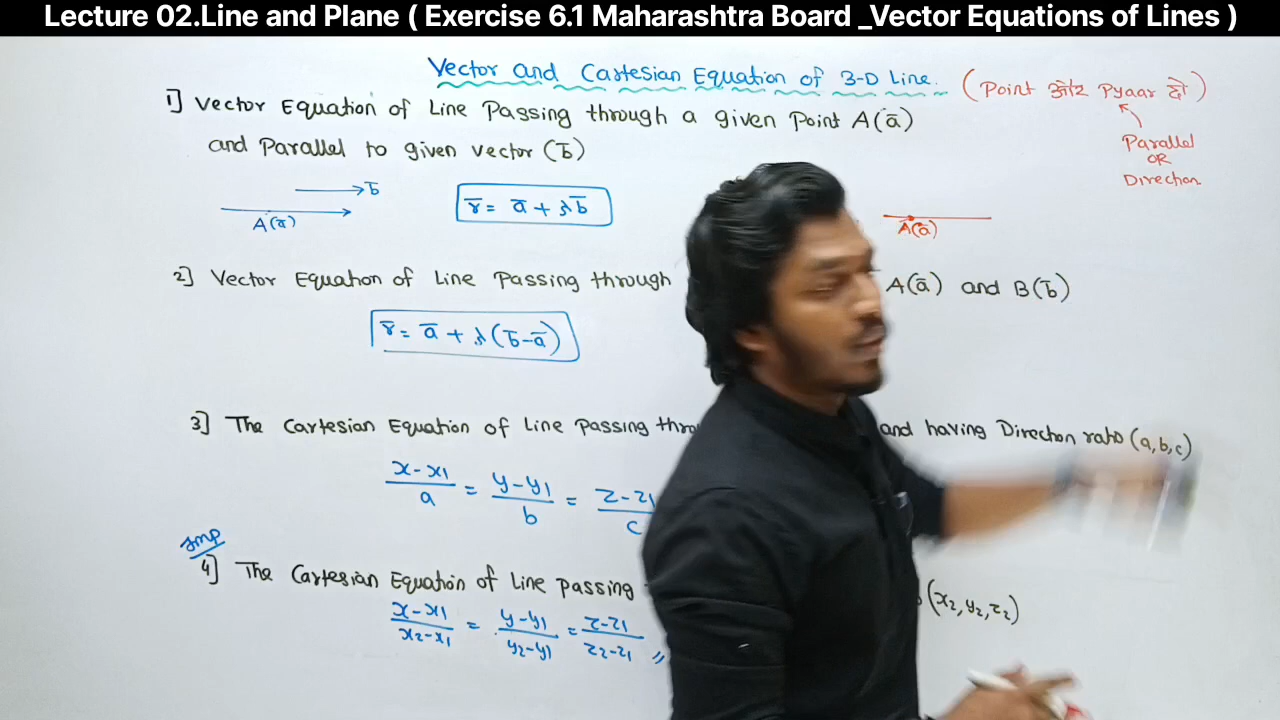 Lecture 02.Line and Plane ( Exercise 6.1 Maharashtra Board _Vector Equations of Lines )
Vector and Cartesian Equation of 3-D Line. (Point और Pyaar दो)
Parallel
OR
Direction
1] Vector Equation of Line Passing through a given Point A(a̅)
and Parallel to given vector (b̅)
b̅
A(a̅)
r̅ = a̅ + λb̅
A(a̅)
2] Vector Equation of Line Passing through A(a̅) and B(b̅)
r̅ = a̅ + λ(b̅-a̅)
3] The Cartesian Equation of Line Passing thro and having Direction ratio (a,b,c)
x-x1/a = y-y1/b = z-z1/c
Imp
4] The Cartesian Equation of Line passing (x2,y2,z2)
x-x1/x2-x1 = y-y1/y2-y1 = z-z1/z2-z1 //